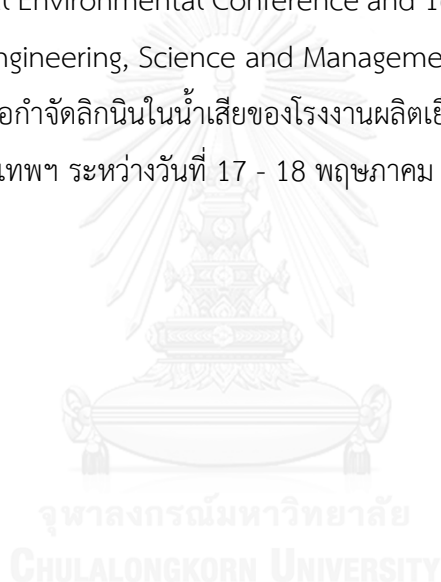 Environmental Conference and
ngineering, Science and Manageme
อกำจัดลิกนินในน้ำเสียของโรงงานผลิตเยื
เทพฯ ระหว่างวันที่ 17 - 18 พฤษภาคม
จุฬาลงกรณ์มหาวิทยาลัย
CHULALONGKORN UNIVERSITY